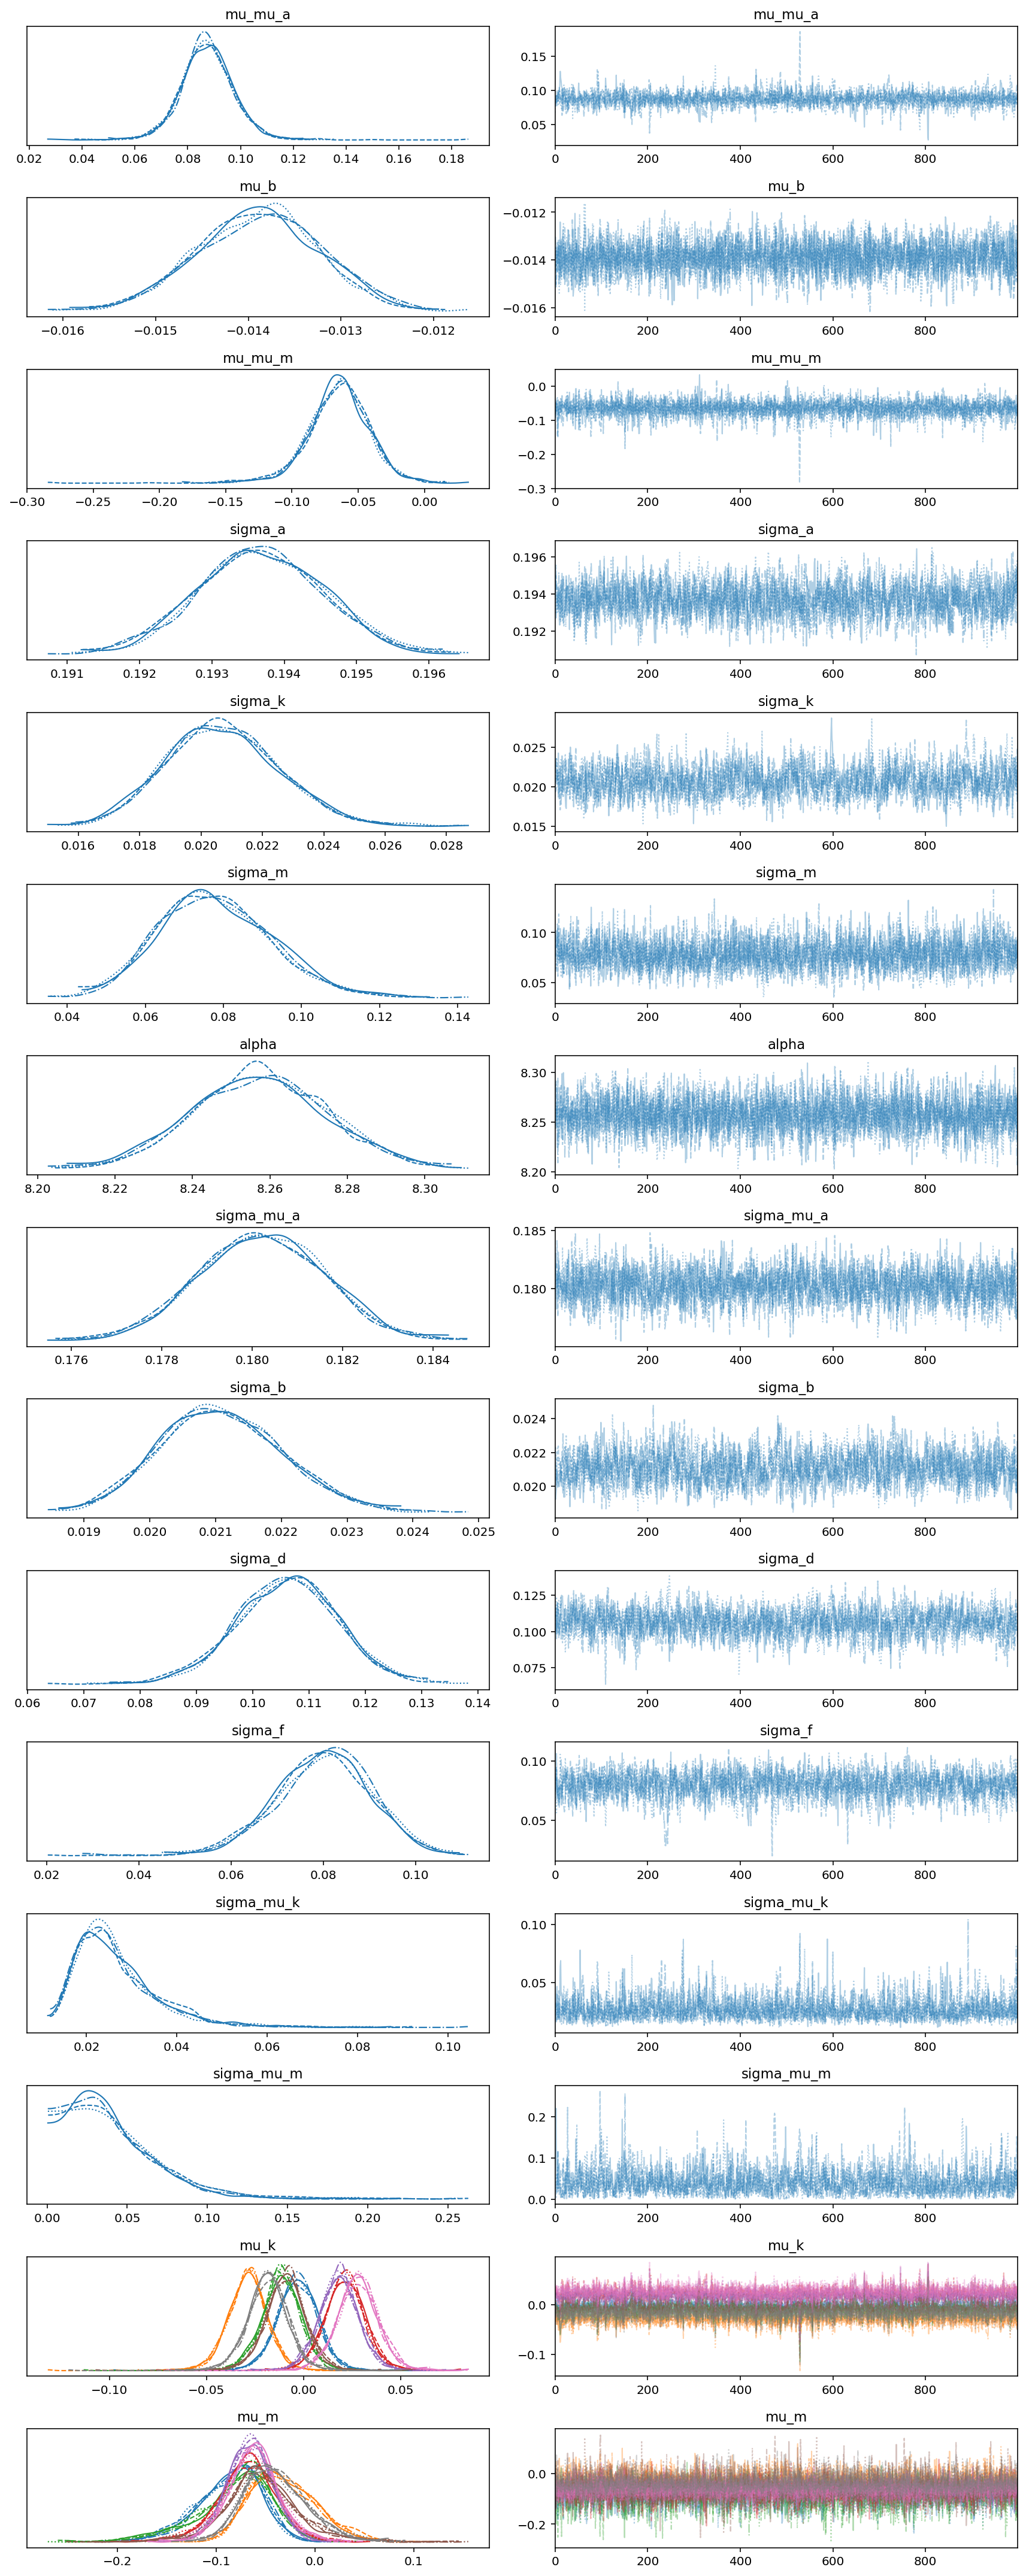 mu_mu_a mu_mu_a
0.15
0.10
0.05
0.02 0.04 0.06 0.08 0.10 0.12 0.14 0.16 0.18 0 200 400 600 800
mu_b mu_b
−0.012
−0.014
−0.016
−0.016 −0.015 −0.014 −0.013 −0.012 0 200 400 600 800
mu_mu_m mu_mu_m
0.0
−0.1
−0.2
−0.3
−0.30 −0.25 −0.20 −0.15 −0.10 −0.05 0.00 0 200 400 600 800
sigma_a sigma_a
0.196
0.194
0.192
0.191 0.192 0.193 0.194 0.195 0.196 0 200 400 600 800
sigma_k sigma_k
0.025
0.020
0.015
0.016 0.018 0.020 0.022 0.024 0.026 0.028 0 200 400 600 800
sigma_m sigma_m
0.10
0.05
0.04 0.06 0.08 0.10 0.12 0.14 0 200 400 600 800
alpha alpha
8.30
8.25
8.20
8.20 8.22 8.24 8.26 8.28 8.30 0 200 400 600 800
sigma_mu_a sigma_mu_a
0.185
0.180
0.176 0.178 0.180 0.182 0.184 0 200 400 600 800
sigma_b sigma_b
0.024
0.022
0.020
0.019 0.020 0.021 0.022 0.023 0.024 0.025 0 200 400 600 800
sigma_d sigma_d
0.125
0.100
0.075
0.06 0.07 0.08 0.09 0.10 0.11 0.12 0.13 0.14 0 200 400 600 800
sigma_f sigma_f
0.10
0.05
0.02 0.04 0.06 0.08 0.10 0 200 400 600 800
sigma_mu_k sigma_mu_k
0.10
0.05
0.02 0.04 0.06 0.08 0.10 0 200 400 600 800
sigma_mu_m sigma_mu_m
0.2
0.1
0.0
0.00 0.05 0.10 0.15 0.20 0.25 0 200 400 600 800
mu_k mu_k
0.0
−0.1
−0.10 −0.05 0.00 0.05 0 200 400 600 800
mu_m mu_m
0.0
−0.2
−0.2 −0.1 0.0 0.1 0 200 400 600 800